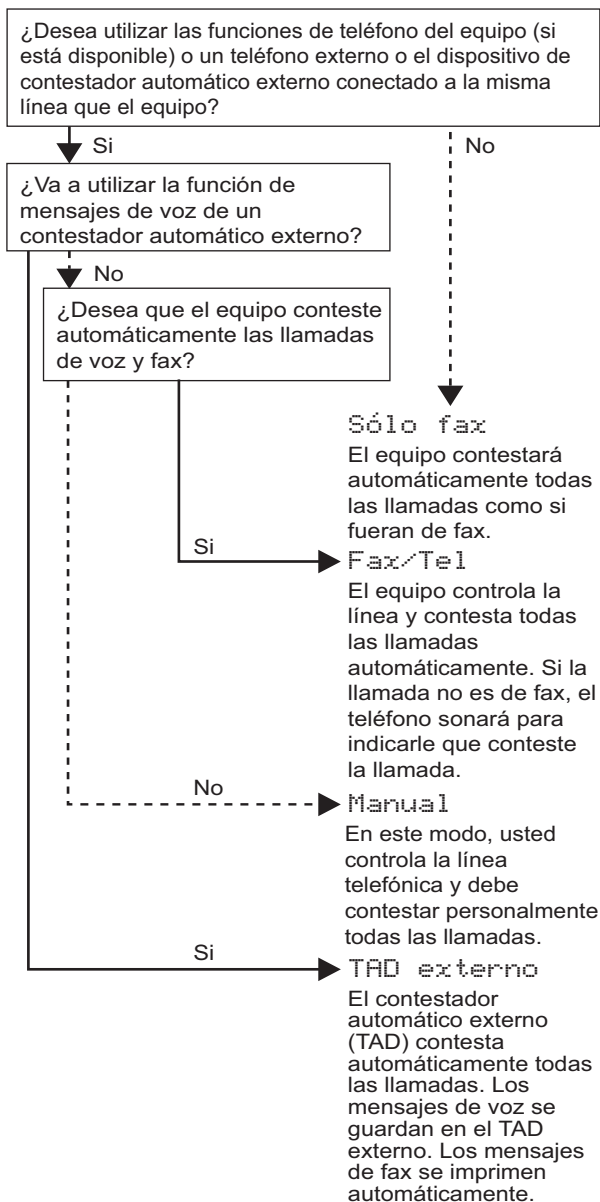 ¿Desea utilizar las funciones de teléfono del equipo (si
está disponible) o un teléfono externo o el dispositivo de
contestador automático externo conectado a la misma
línea que el equipo?
Si
No
¿Va a utilizar la función de
mensajes de voz de un
contestador automático externo?
No
¿Desea que el equipo conteste
automáticamente las llamadas
de voz y fax?
Sólo fax
El equipo contestará
automáticamente todas
las llamadas como si
fueran de fax.
Si
Fax/Tel
El equipo controla la
línea y contesta todas
las llamadas
automáticamente. Si la
llamada no es de fax, el
teléfono sonará para
indicarle que conteste
la llamada.
No
Manual
En este modo, usted
controla la línea
telefónica y debe
contestar personalmente
todas las llamadas.
Si
TAD externo
El contestador
automático externo
(TAD) contesta
automáticamente todas
las llamadas. Los
mensajes de voz se
guardan en el TAD
externo. Los mensajes
de fax se imprimen
automáticamente.